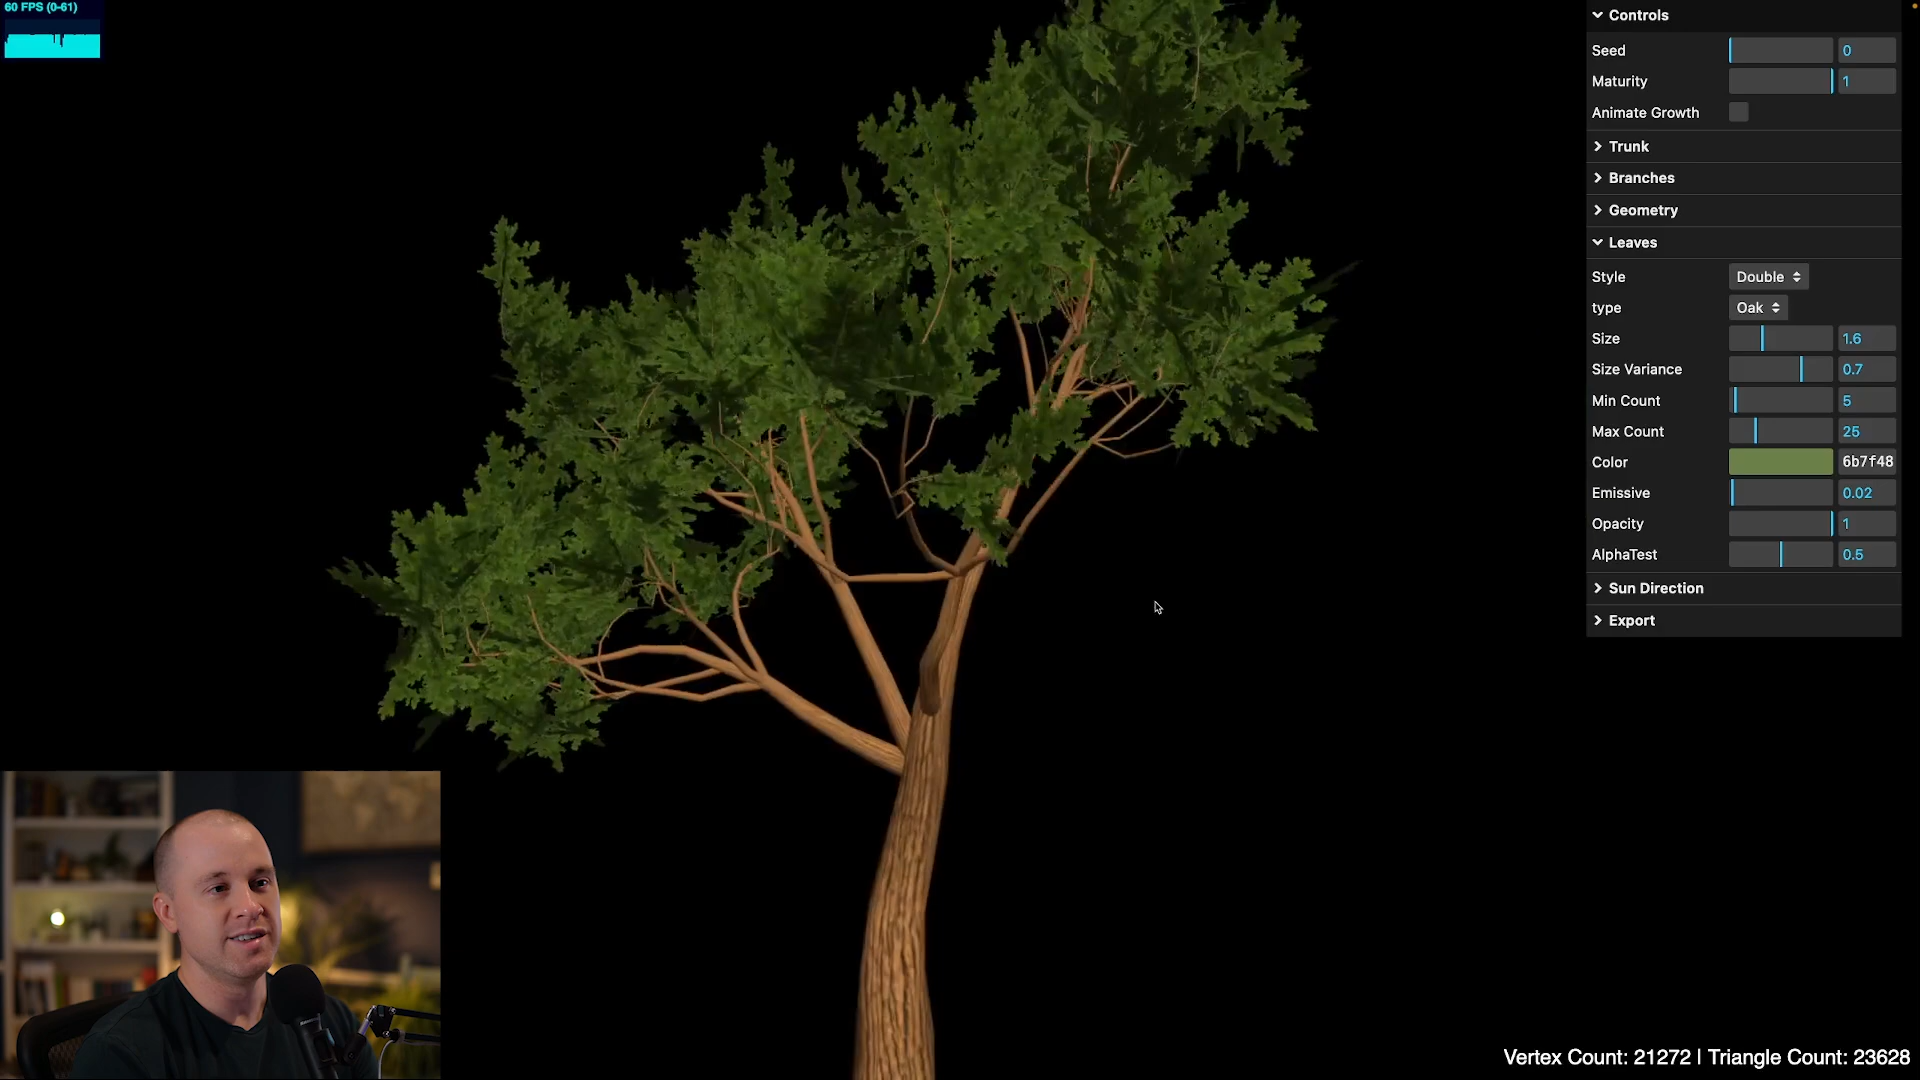 60 FPS (0-61)
Controls
Seed 0
Maturity 1
Animate Growth
Trunk
Branches
Geometry
Leaves
Style Double
type Oak
Size 1.6
Size Variance 0.7
Min Count 5
Max Count 25
Color 6b7f48
Emissive 0.02
Opacity 1
AlphaTest 0.5
Sun Direction
Export
Vertex Count: 21272 | Triangle Count: 23628